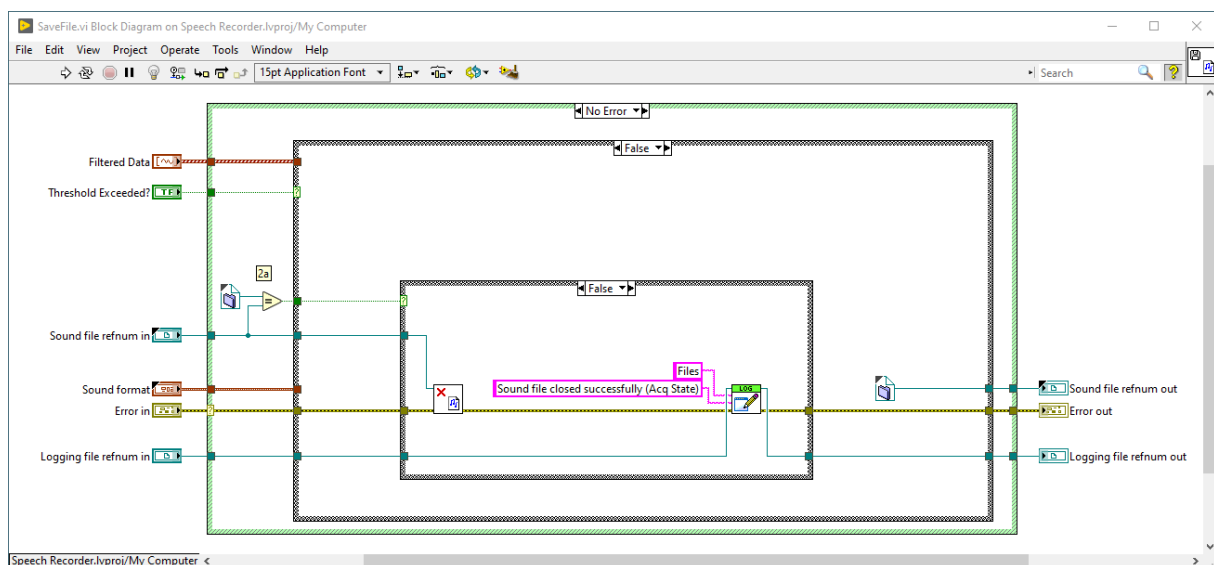 SaveFile.vi Block Diagram on Speech Recorder.lvproj/My Computer
File Edit View Project Operate Tools Window Help
15pt Application Font
Search
No Error
False
Filtered Data
Threshold Exceeded?
TF
2a
False
Sound file refnum in
Files
Sound file closed successfully (Acq State)
LOG
Sound format
Sound file refnum out
Error in
Error out
Logging file refnum in
Logging file refnum out
Speech Recorder.lvproj/My Computer